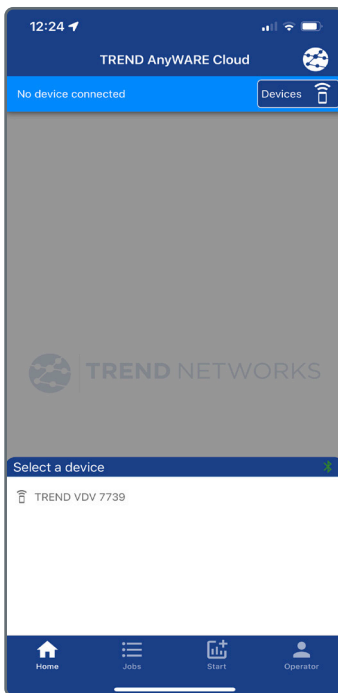 12:24
TREND AnyWARE Cloud
No device connected
Devices
TREND NETWORKS
Select a device
TREND VDV 7739
Home
Jobs
Start
Operator